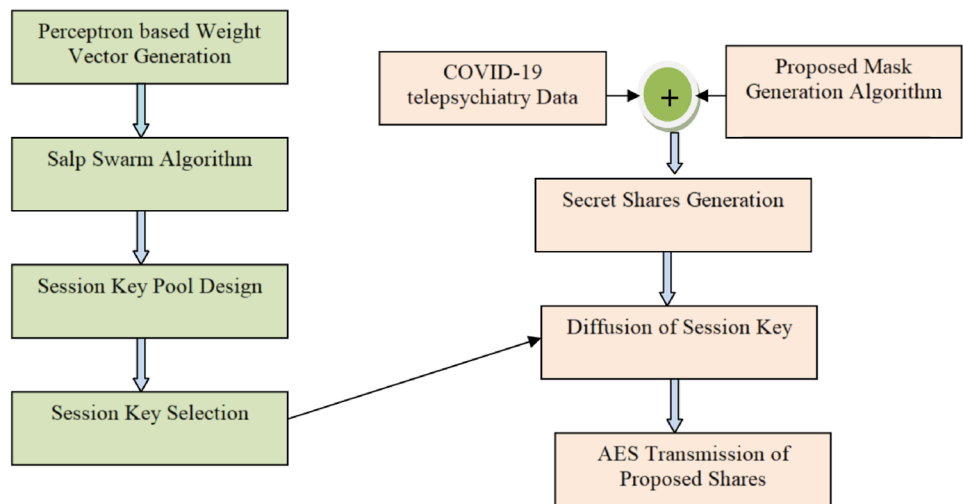 Perceptron based Weight
Vector Generation
Salp Swarm Algorithm
Session Key Pool Design
Session Key Selection
COVID-19
telepsychiatry Data
+
Proposed Mask
Generation Algorithm
Secret Shares Generation
Diffusion of Session Key
AES Transmission of
Proposed Shares